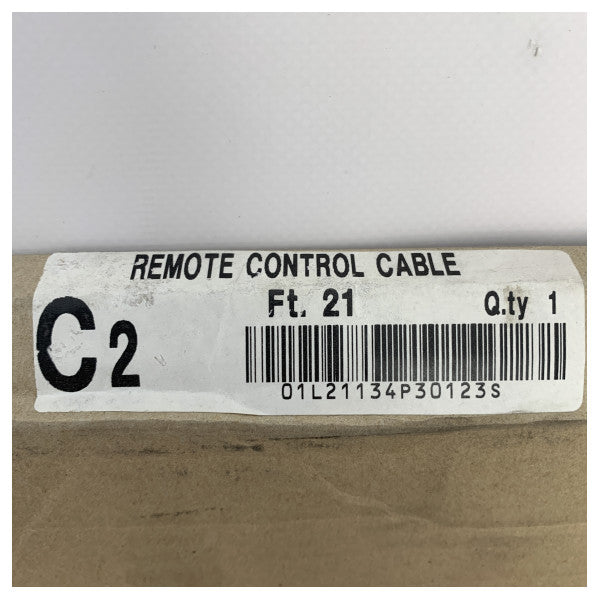 REMOTE CONTROL CABLE
C2
Ft. 21 Q.ty 1
01L21134P30123S